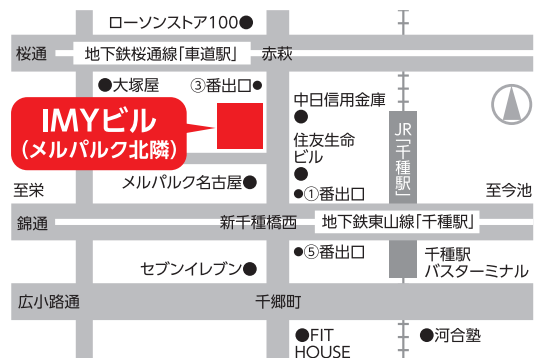 ローソンストア100●
桜通
地下鉄桜通線「車道駅」
赤萩
●大塚屋
③番出口●
中日信用金庫
IMYビル
(メルパルク北隣)
住友生命
ビル
JR「千種駅」
メルパルク名古屋●
①番出口
至栄
至今池
錦通
新千種橋西
地下鉄東山線「千種駅」
⑤番出口
千種駅
バスターミナル
セブンイレブン●
広小路通
千郷町
●FIT
HOUSE
●河合塾